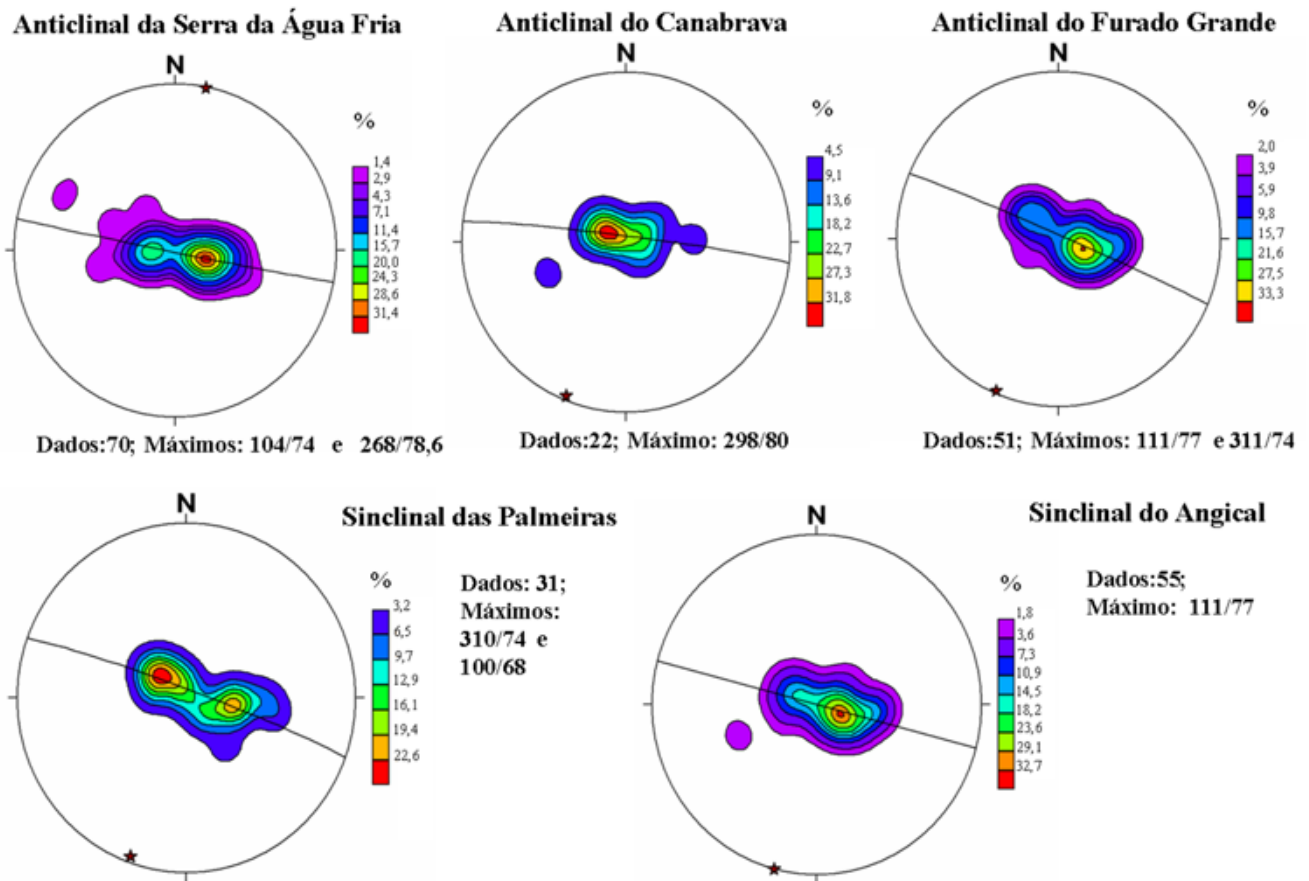 Anticlinal da Serra da Água Fria
N
%
1,4
2,9
4,3
7,1
11,4
15,7
20,0
24,3
28,6
31,4
Dados:70; Máximos: 104/74 e 268/78,6
Anticlinal do Canabrava
N
%
4,5
9,1
13,6
18,2
22,7
27,3
31,8
Dados:22; Máximo: 298/80
Anticlinal do Furado Grande
N
%
2,0
3,9
5,9
9,8
15,7
21,6
27,5
33,3
Dados:51; Máximos: 111/77 e 311/74
Sinclinal das Palmeiras
N
%
3,2
6,5
9,7
12,9
16,1
19,4
22,6
Dados: 31;
Máximos:
310/74 e
100/68
Sinclinal do Angical
N
%
1,8
3,6
7,3
10,9
14,5
18,2
23,6
29,1
32,7
Dados:55;
Máximo: 111/77